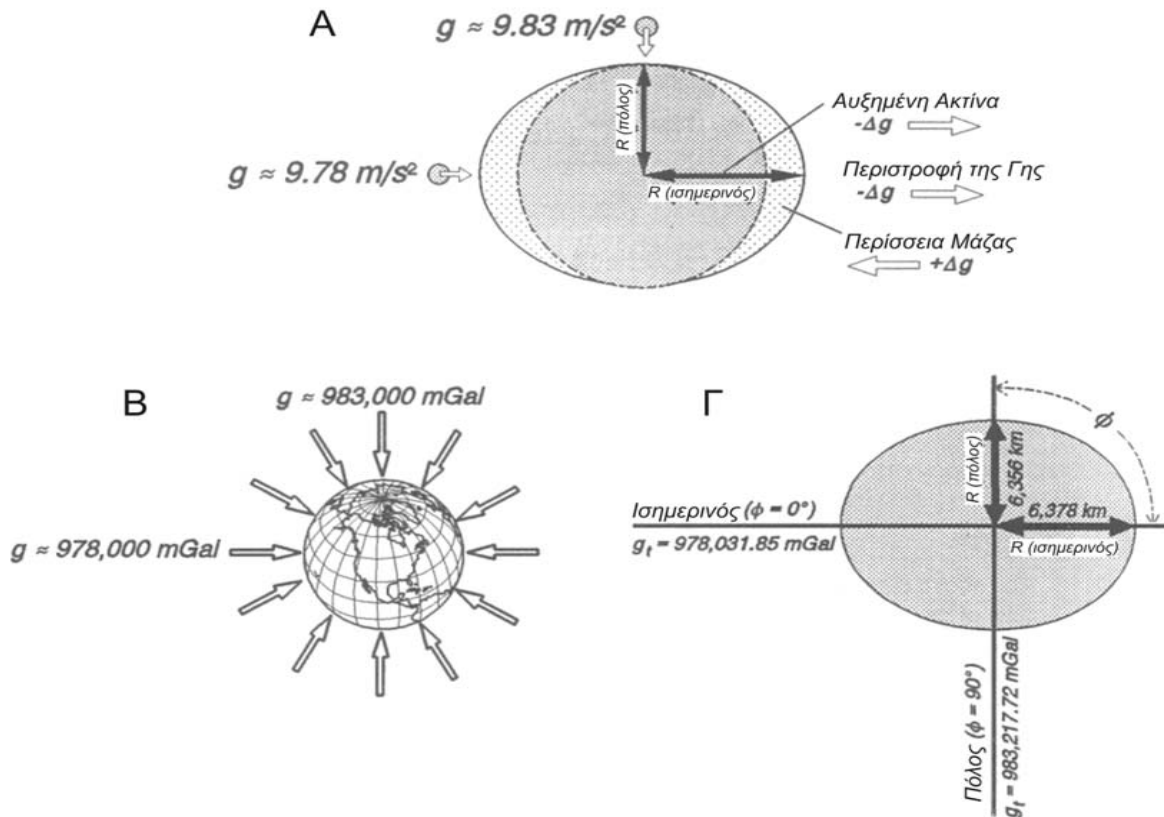 A
g ≈ 9.83 m/s²
R (πόλος)
Αυξημένη Ακτίνα
-Δg
g ≈ 9.78 m/s²
R (ισημερινός)
Περιστροφή της Γης
-Δg
Περίσσεια Μάζας
+Δg
B
g ≈ 983,000 mGal
g ≈ 978,000 mGal
Γ
φ
R (πόλος)
6,356 km
Ισημερινός (ϕ = 0°)
6,378 km
g_t = 978,031.85 mGal
R (ισημερινός)
Πόλος (ϕ = 90°)
g_t = 983,217.72 mGal